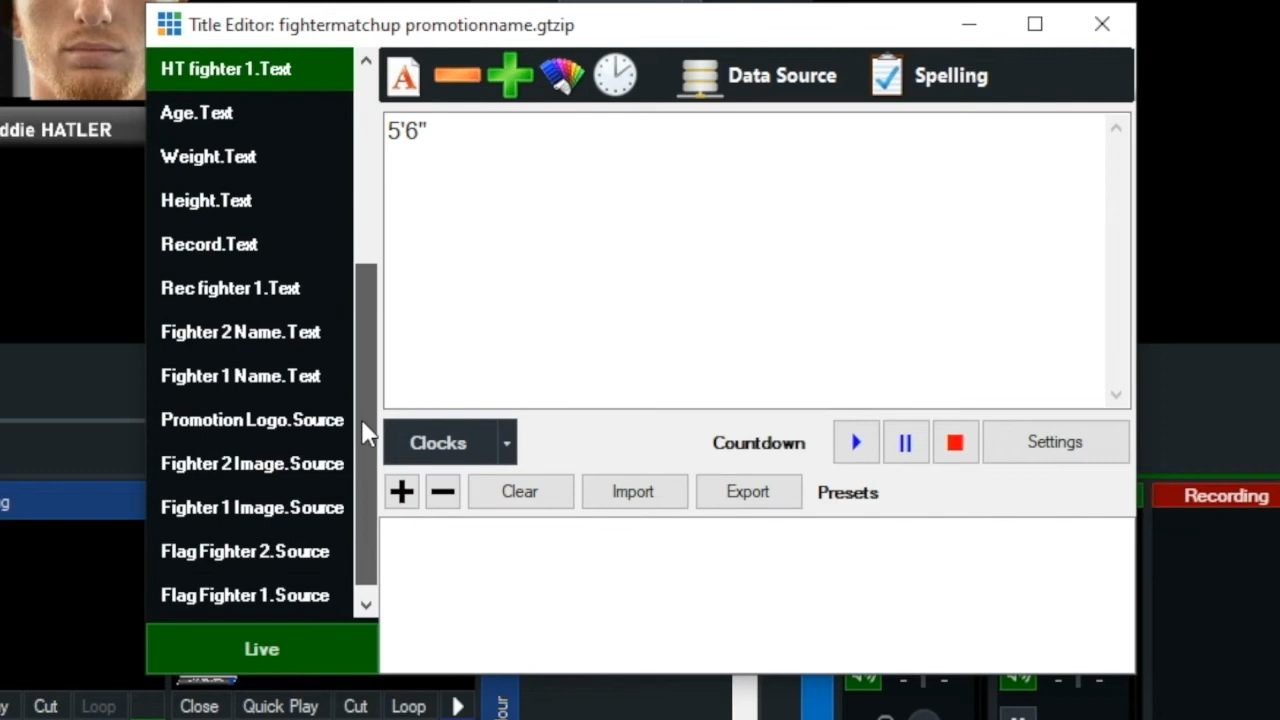 Title Editor: fightermatchup promotionname.gtzip
HT fighter 1.Text
Age.Text
Weight.Text
Height.Text
Record.Text
Rec fighter 1.Text
Fighter 2 Name.Text
Fighter 1 Name.Text
Promotion Logo.Source
Fighter 2 Image.Source
Fighter 1 Image.Source
Flag Fighter 2.Source
Flag Fighter 1.Source
Live
Data Source
Spelling
5'6"
Clocks
Countdown
Settings
Clear
Import
Export
Presets
ddie HATLER
g
Recording
y
Cut
Loop
Close
Quick Play
Cut
Loop
our